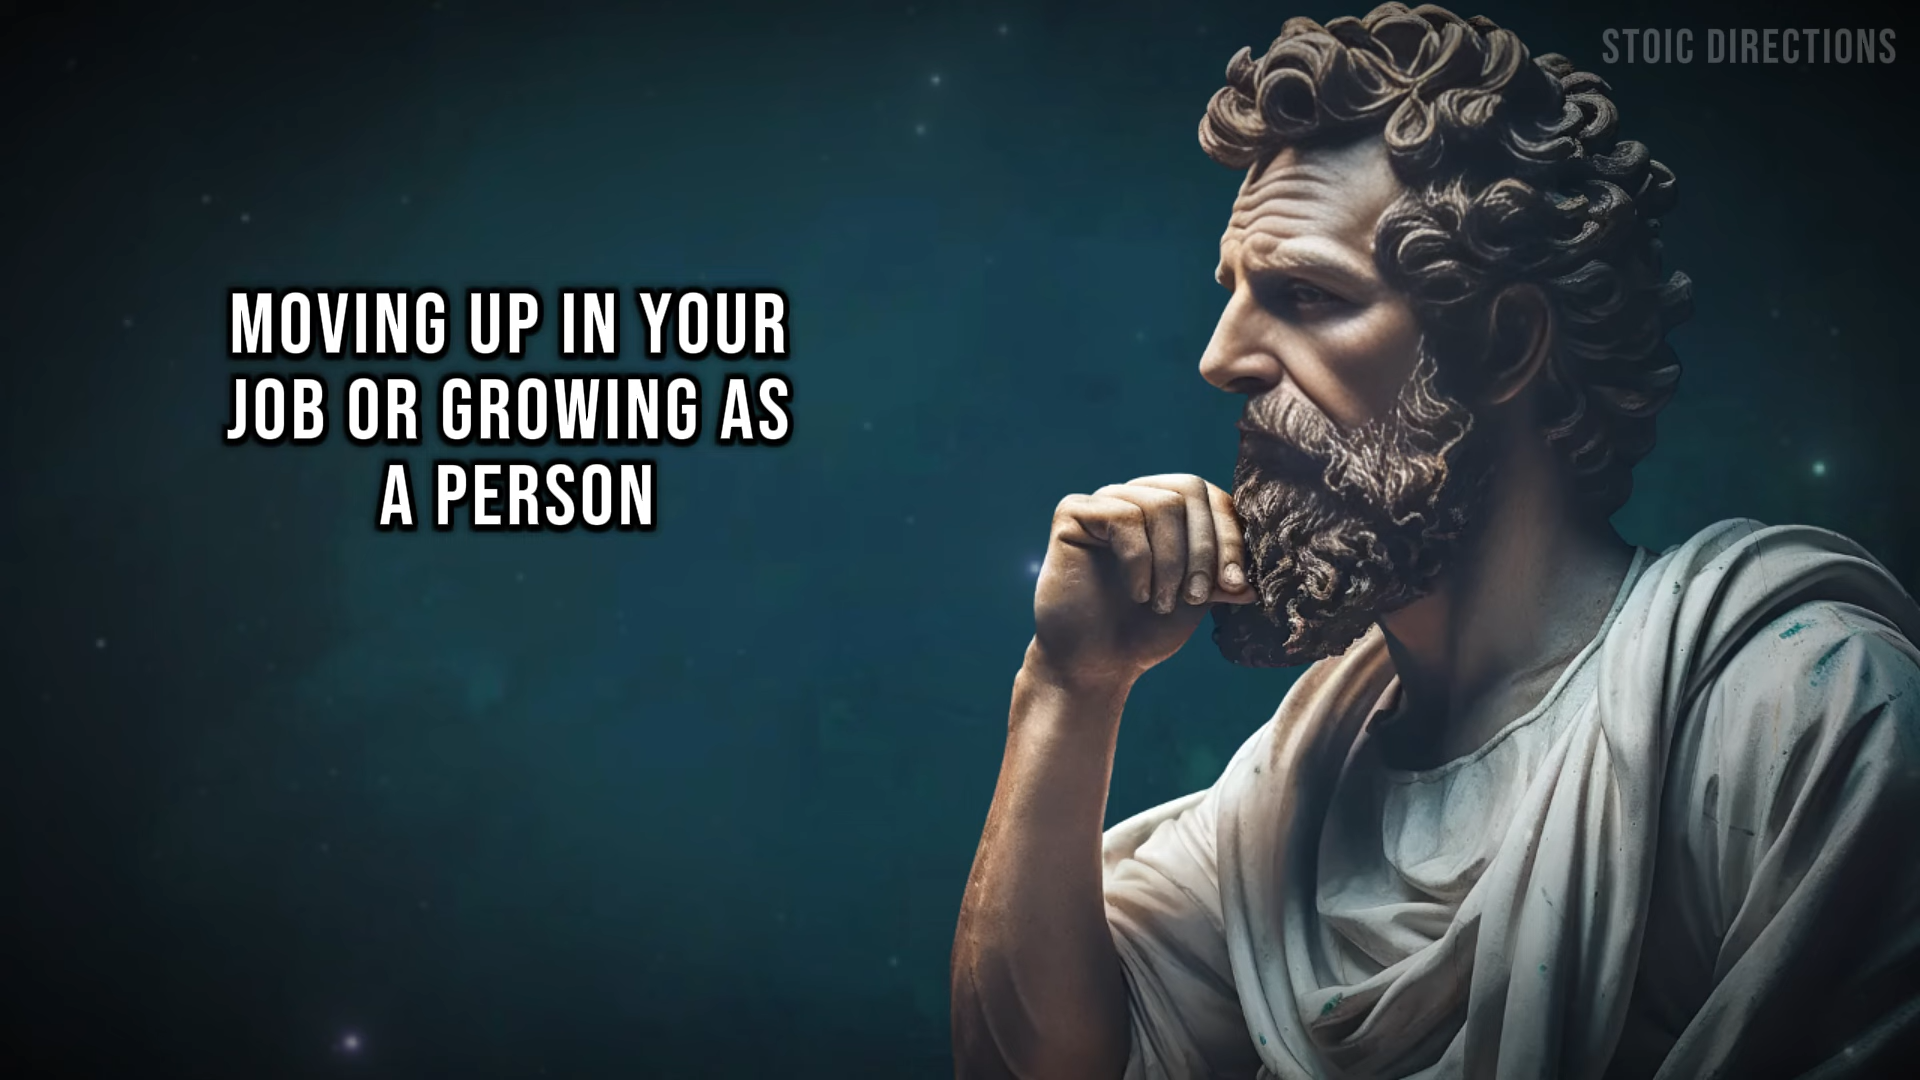 STOIC DIRECTIONS
MOVING UP IN YOUR
JOB OR GROWING AS
A PERSON